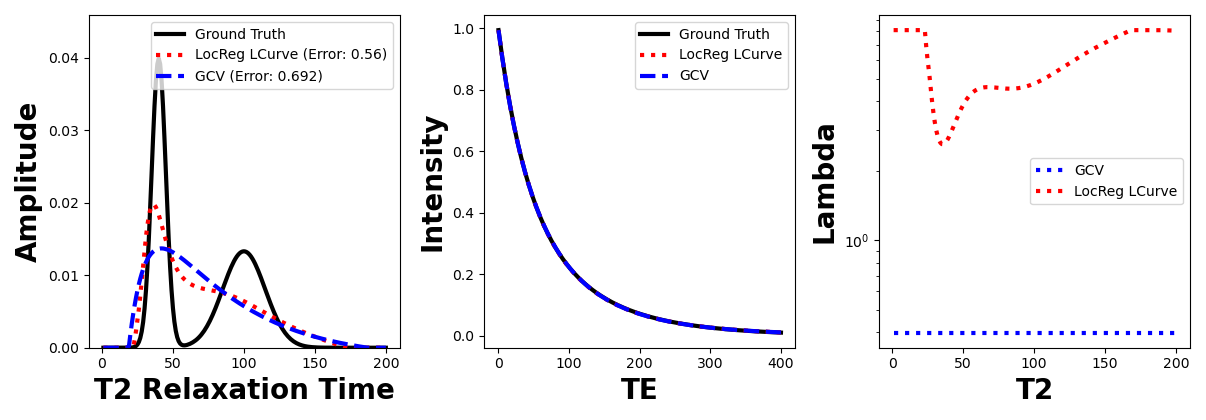 Amplitude
0.04
0.03
0.02
0.01
0.00
0 50 100 150 200
T2 Relaxation Time
Ground Truth
LocReg LCurve (Error: 0.56)
GCV (Error: 0.692)
Intensity
1.0
0.8
0.6
0.4
0.2
0.0
0 100 200 300 400
TE
Ground Truth
LocReg LCurve
GCV
Lambda
10⁰
0 50 100 150 200
T2
GCV
LocReg LCurve